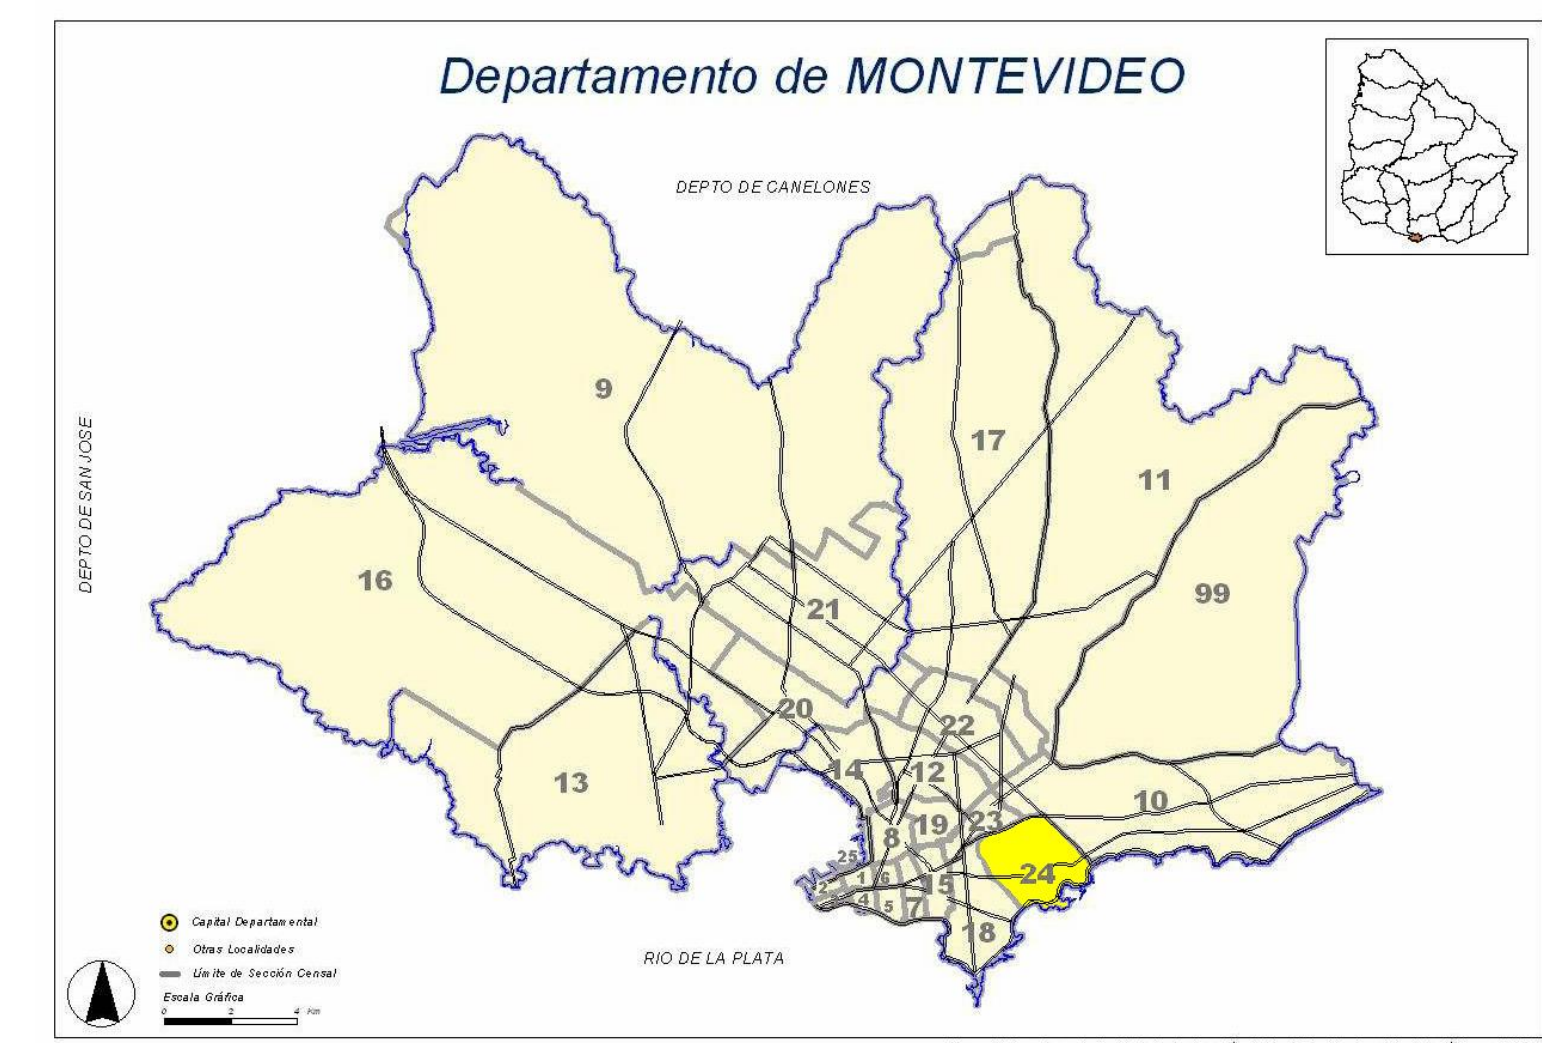 Departamento de MONTEVIDEO
DEPTO DE CANELONES
DEPTO DE SAN JOSE
9
17
11
16
99
21
20
22
14
12
13
10
19
23
8
25
24
1
6
15
2
4
5
7
18
RIO DE LA PLATA
Capital Departamental
Otras Localidades
Límite de Sección Censal
Escala Gráfica
0 2 4 Km